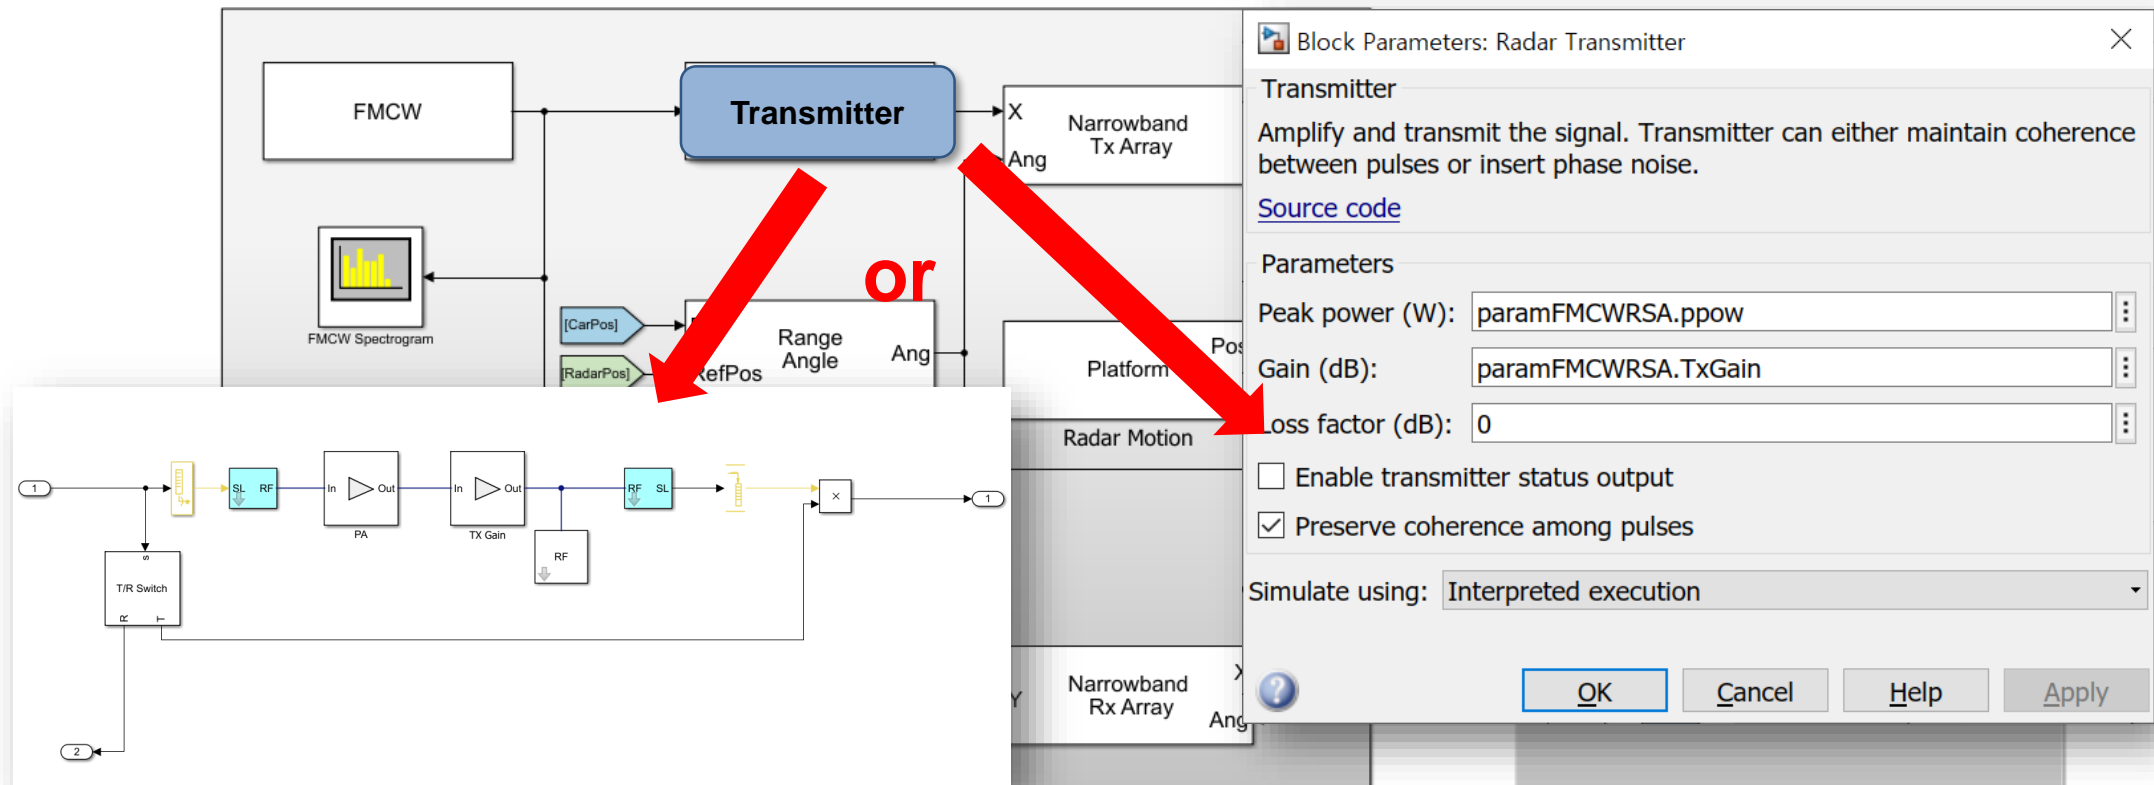 FMCW
Transmitter
X
Narrowband
Tx Array
Ang
FMCW Spectrogram
or
[CarPos]
[RadarPos]
Range
Angle
Ang
RefPos
Pos
Platform
Radar Motion
1
SL RF
In Out
PA
In Out
TX Gain
RF
RF SL
×
1
s
T/R Switch
R
T
2
Y
Narrowband
Rx Array
X
Ang
Block Parameters: Radar Transmitter
Transmitter
Amplify and transmit the signal. Transmitter can either maintain coherence
between pulses or insert phase noise.
Source code
Parameters
Peak power (W): paramFMCWRSA.ppow
Gain (dB): paramFMCWRSA.TxGain
Loss factor (dB): 0
Enable transmitter status output
Preserve coherence among pulses
Simulate using: Interpreted execution
?
OK Cancel Help Apply